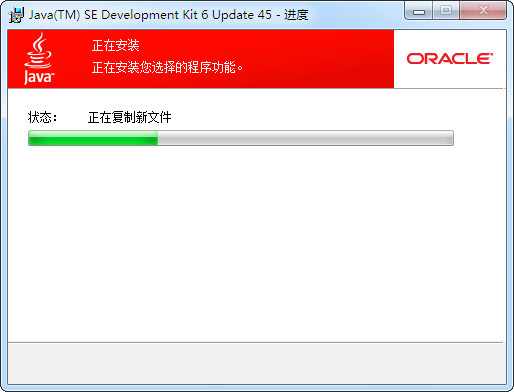 Java(TM) SE Development Kit 6 Update 45 - 进度
Java™
正在安装
正在安装您选择的程序功能。
ORACLE®
状态： 正在复制新文件